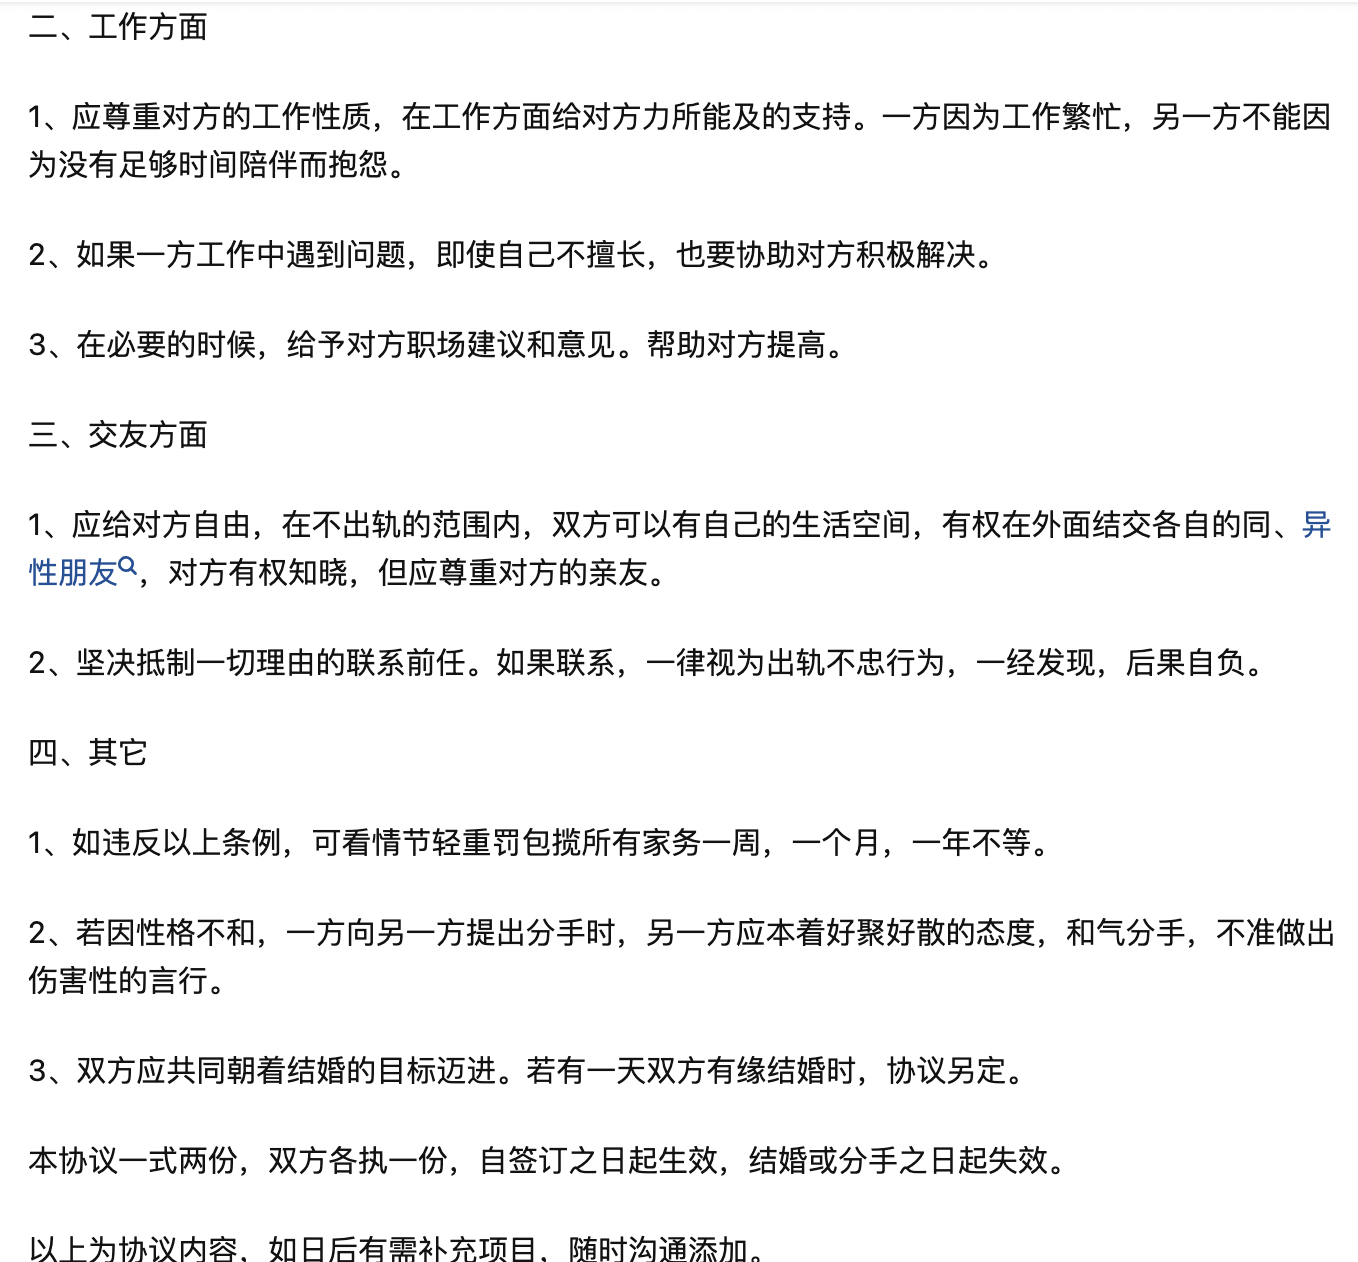 二、工作方面
1、应尊重对方的工作性质，在工作方面给对方力所能及的支持。一方因为工作繁忙，另一方不能因
为没有足够时间陪伴而抱怨。
2、如果一方工作中遇到问题，即使自己不擅长，也要协助对方积极解决。
3、在必要的时候，给予对方职场建议和意见。帮助对方提高。
三、交友方面
1、应给对方自由，在不出轨的范围内，双方可以有自己的生活空间，有权在外面结交各自的同、异
性朋友，对方有权知晓，但应尊重对方的亲友。
2、坚决抵制一切理由的联系前任。如果联系，一律视为出轨不忠行为，一经发现，后果自负。
四、其它
1、如违反以上条例，可看情节轻重罚包揽所有家务一周，一个月，一年不等。
2、若因性格不和，一方向另一方提出分手时，另一方应本着好聚好散的态度，和气分手，不准做出
伤害性的言行。
3、双方应共同朝着结婚的目标迈进。若有一天双方有缘结婚时，协议另定。
本协议一式两份，双方各执一份，自签订之日起生效，结婚或分手之日起失效。
以上为协议内容，如日后有需补充项目，随时沟通添加。